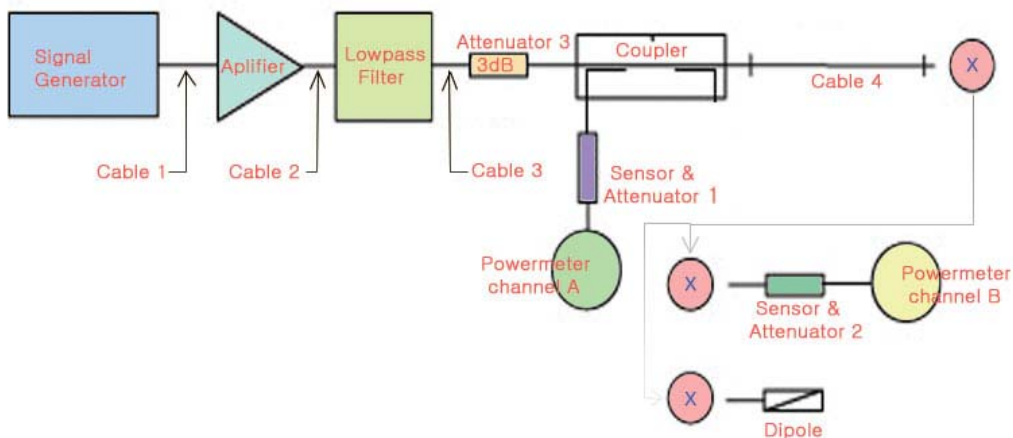 Signal
Generator
Aplifier
Lowpass
Filter
Attenuator 3
3dB
Coupler
Cable 4
X
Cable 1
Cable 2
Cable 3
Sensor &
Attenuator 1
Powermeter
channel A
X
Sensor &
Attenuator 2
Powermeter
channel B
X
Dipole